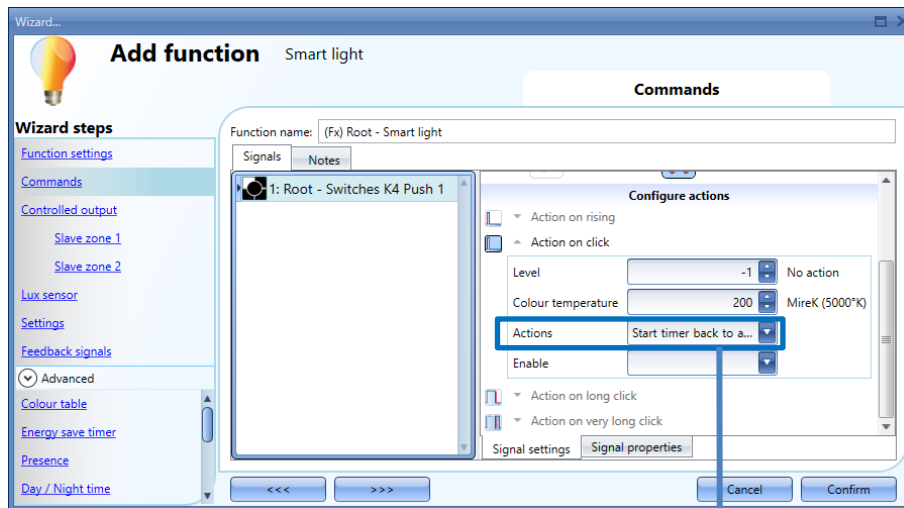 Wizard...
Add function Smart light
Commands
Wizard steps
Function settings
Commands
Controlled output
Slave zone 1
Slave zone 2
Lux sensor
Settings
Feedback signals
Advanced
Colour table
Energy save timer
Presence
Day / Night time
Function name: (Fx) Root - Smart light
Signals Notes
1: Root - Switches K4 Push 1
Configure actions
Action on rising
Action on click
Level -1 No action
Colour temperature 200 MireK (5000°K)
Actions Start timer back to a...
Enable
Action on long click
Action on very long click
Signal settings Signal properties
<<< >>> Cancel Confirm